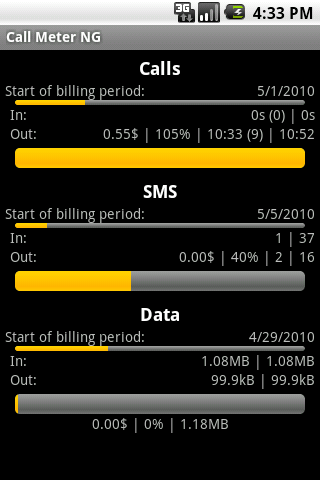 3G 4:33 PM
Call Meter NG
Calls
Start of billing period: 5/1/2010
In: 0s (0) | 0s
Out: 0.55$ | 105% | 10:33 (9) | 10:52
SMS
Start of billing period: 5/5/2010
In: 1 | 37
Out: 0.00$ | 40% | 2 | 16
Data
Start of billing period: 4/29/2010
In: 1.08MB | 1.08MB
Out: 99.9kB | 99.9kB
0.00$ | 0% | 1.18MB